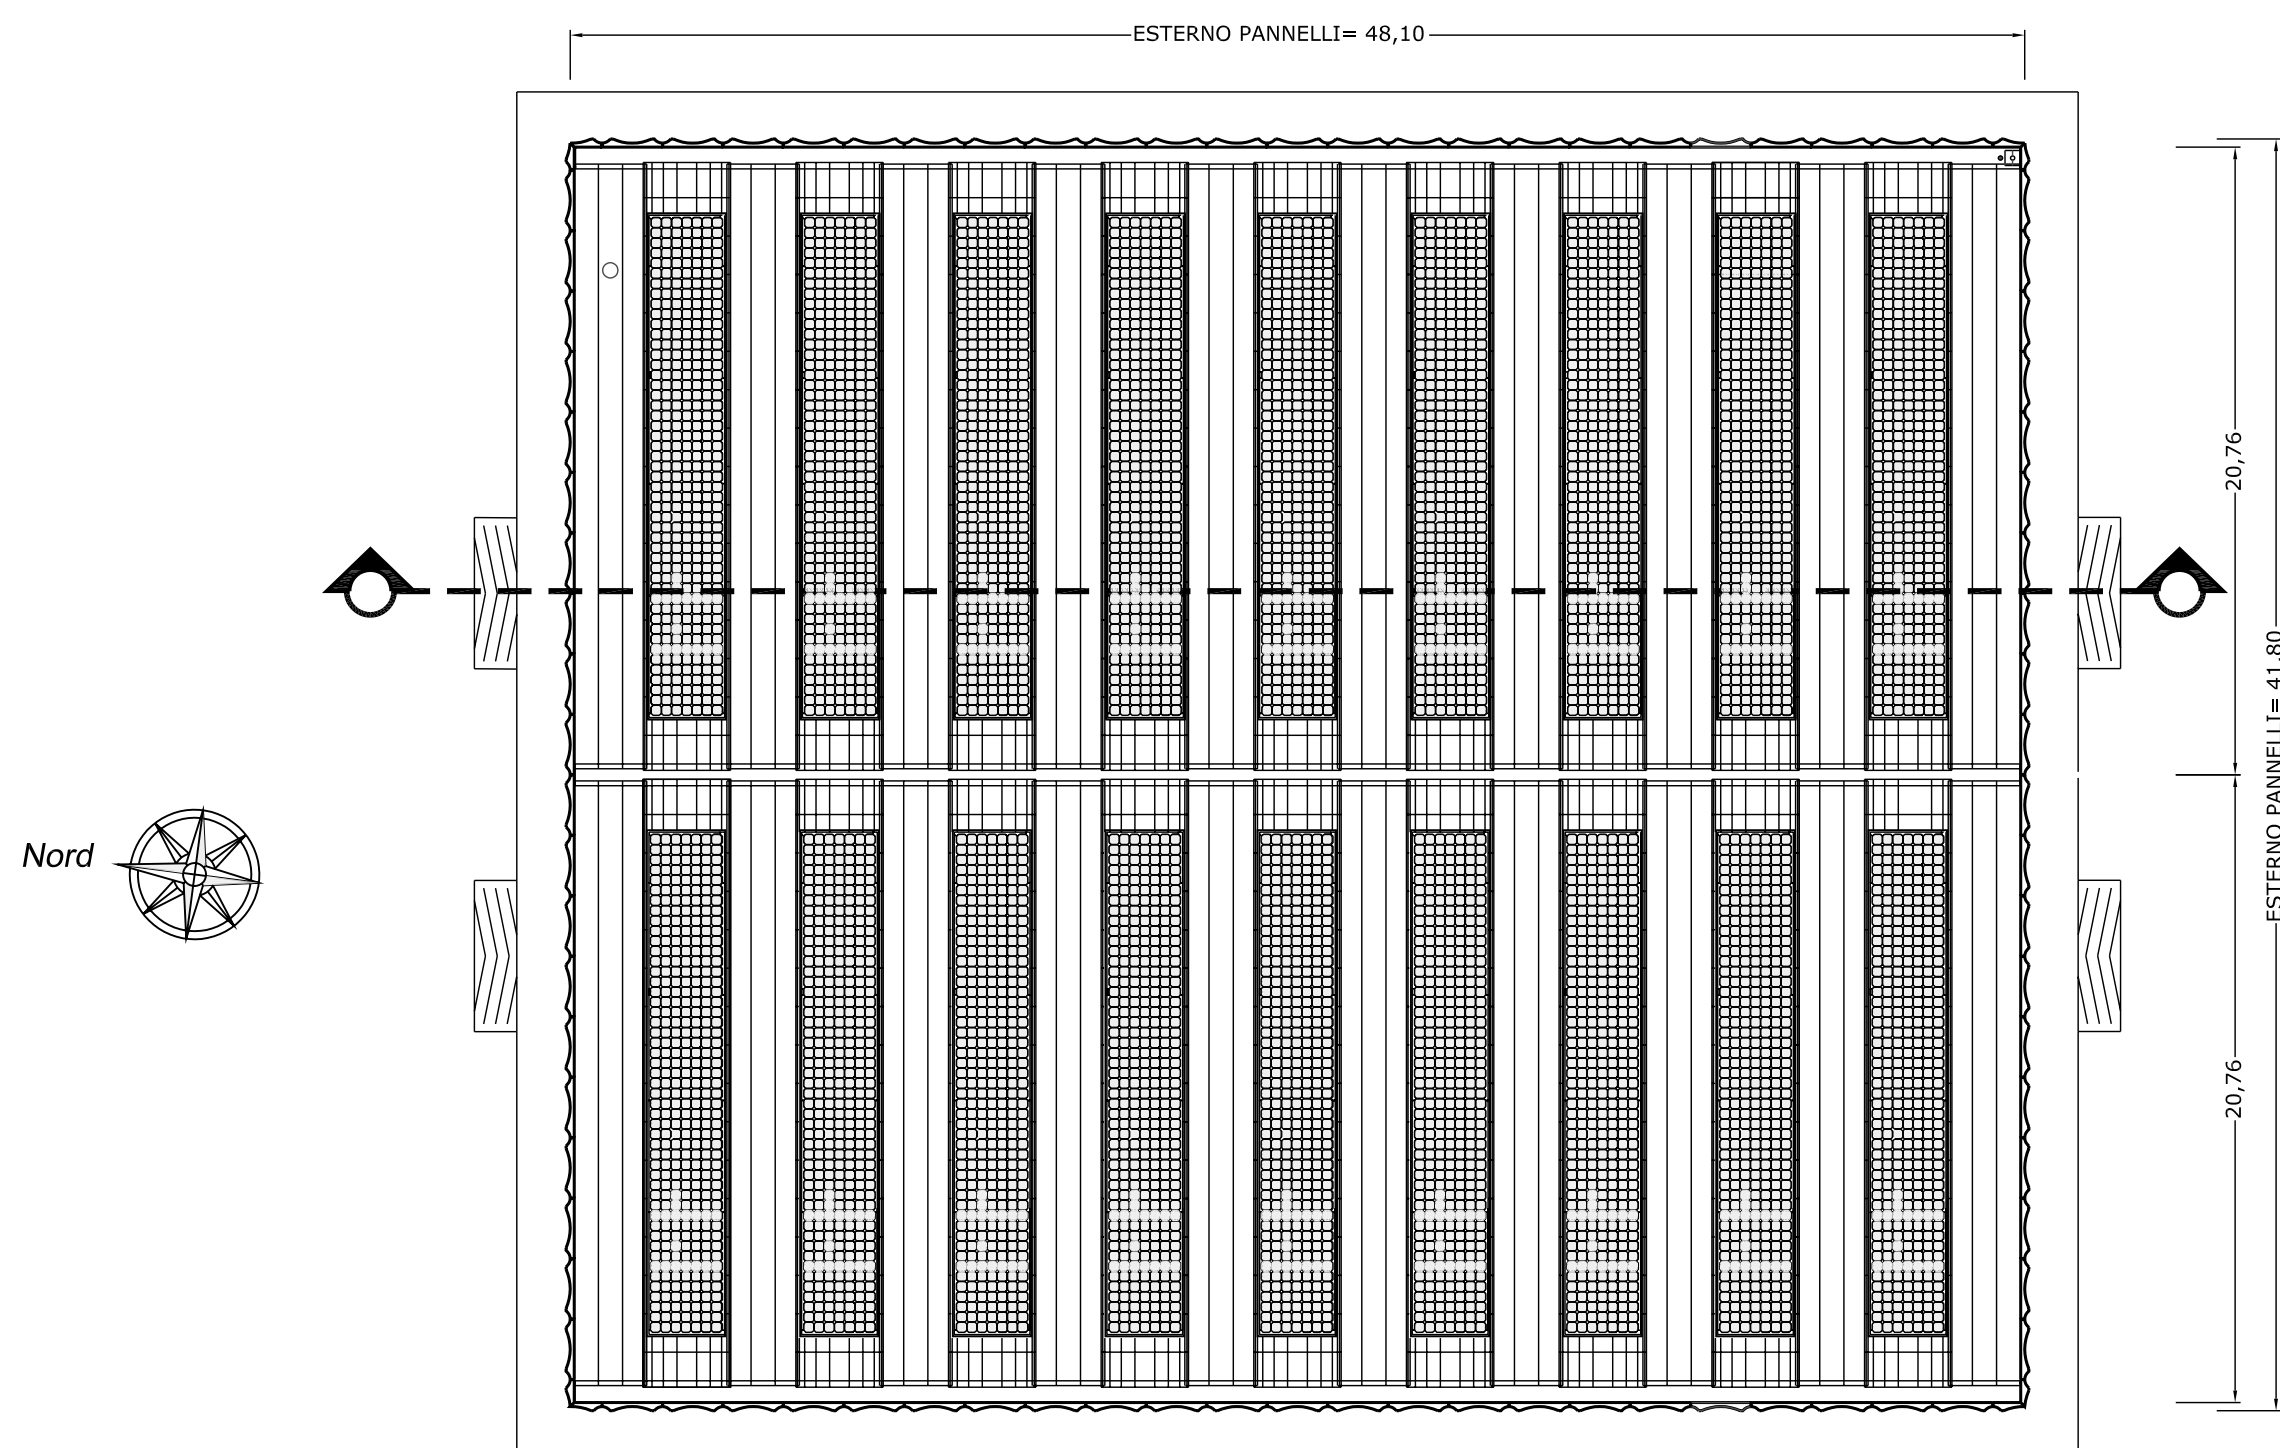 ESTERNO PANNELLI= 48,10
20,76
ESTERNO PANNELLI= 41,80
Nord
20,76